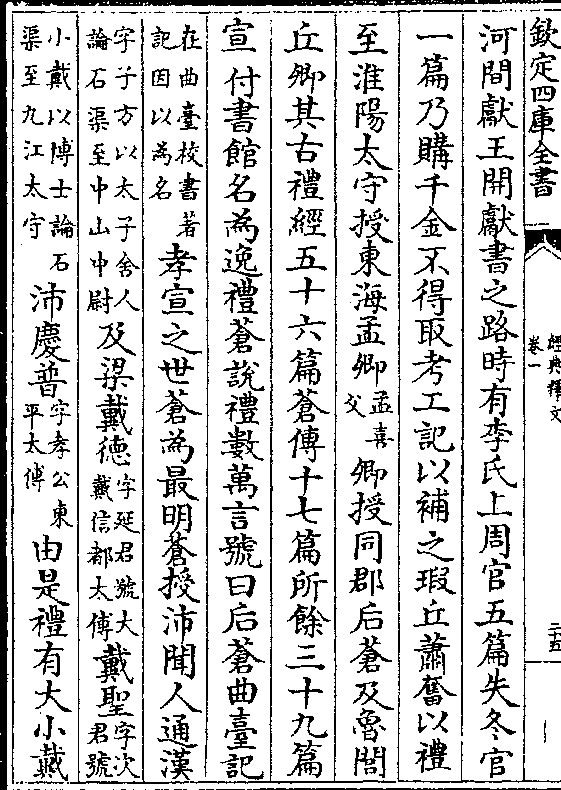 欽定四庫全書
經典釋文
卷一
二十五
河間獻王開獻書之路時有李氏上周官五篇失冬官
一篇乃購千金不得取考工記以補之瑕丘蕭奮以禮
至淮陽太守授東海孟卿孟喜父卿授同郡后蒼及魯閭
丘卿其古禮經五十六篇蒼傳十七篇所餘三十九篇
宣付書館名為逸禮蒼說禮數萬言號曰后蒼曲臺記
在曲臺校書著記因以為名孝宣之世蒼為最明蒼授沛聞人通漢
字子方以太子舍人論石渠至中山中尉及梁戴德字延君號大戴信都太傅戴聖字次君號
小戴以博士論石渠至九江太守沛慶普字孝公東平太傅由是禮有大小戴